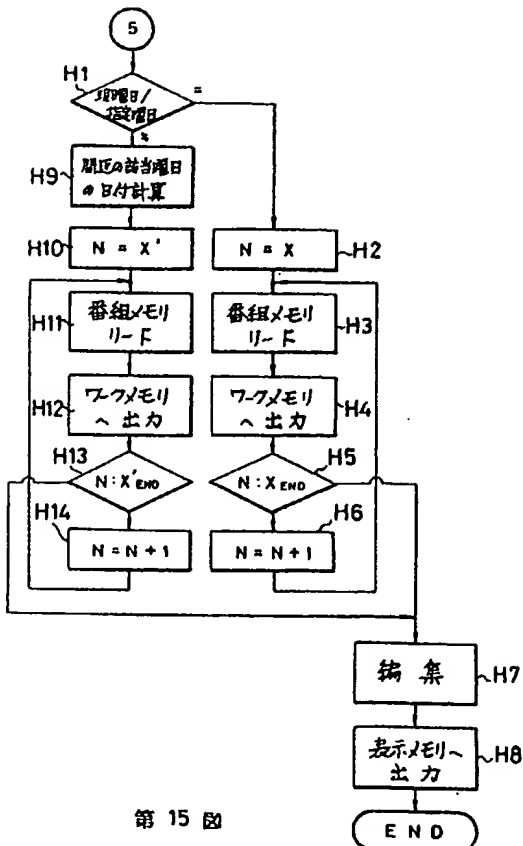 5
H1
現曜日/
指定曜日
=
≠
H9
間近の該当曜日
の日付計算
H10
N = X'
N = X
H2
H11
番組メモリ
リード
番組メモリ
リード
H3
H12
ワークメモリ
へ出力
ワークメモリ
へ出力
H4
H13
N : X'END
N : XEND
H5
H14
N = N + 1
N = N + 1
H6
編集
H7
表示メモリへ
出力
H8
END
第 15 図